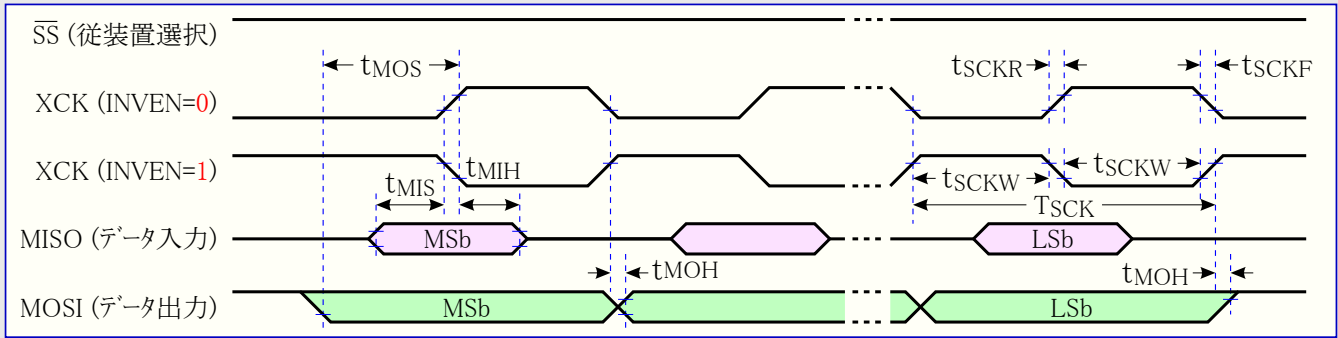 SS (従装置選択)
tMOS
tSCKR
tSCKF
XCK (INVEN=0)
XCK (INVEN=1)
tMIH
tSCKW
tMIS
tSCKW
TSCK
MISO (データ入力)
MSb
LSb
tMOH
tMOH
MOSI (データ出力)
MSb
LSb